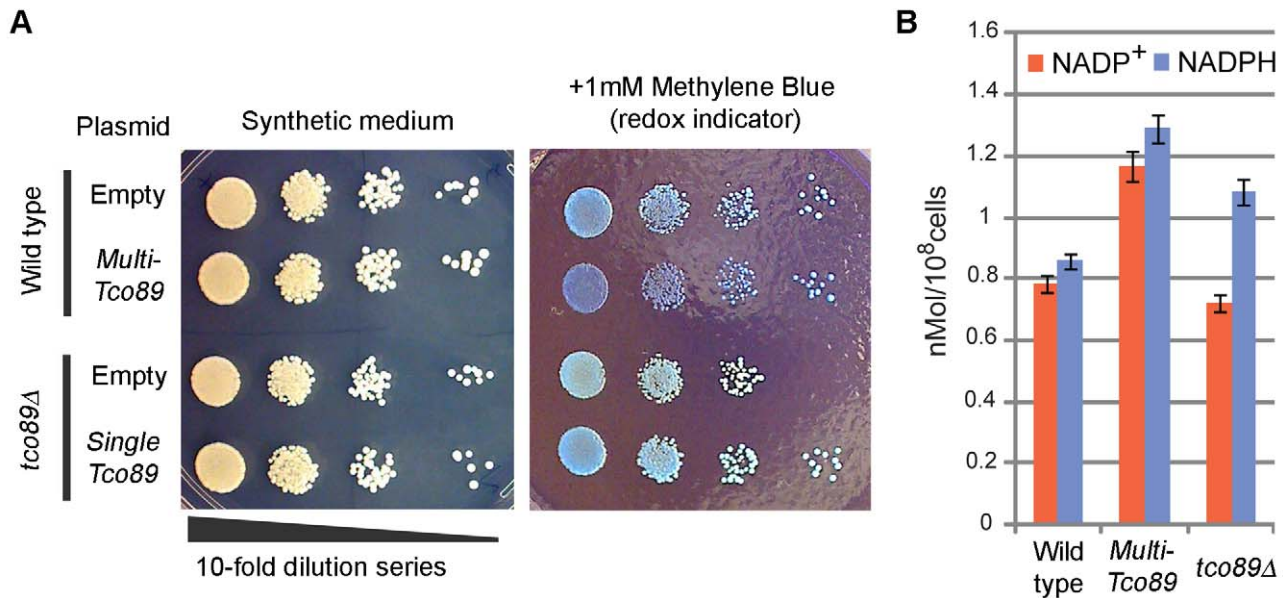 A
Plasmid
Synthetic medium
+1mM Methylene Blue
(redox indicator)
Wild type
Empty
Multi-
Tco89
tco89Δ
Empty
Single
Tco89
10-fold dilution series
B
nMol/10⁸cells
1.6
1.4
1.2
1
0.8
0.6
0.4
0.2
0
NADP⁺ NADPH
Wild
type
Multi-
Tco89
tco89Δ